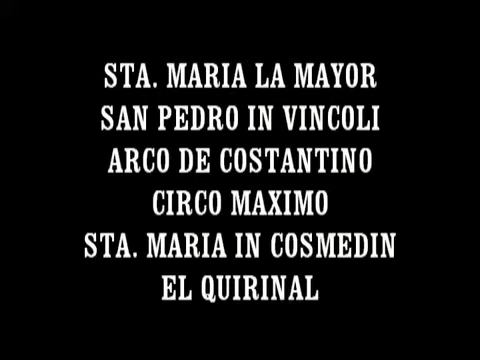 STA. MARIA LA MAYOR
SAN PEDRO IN VINCOLI
ARCO DE COSTANTINO
CIRCO MAXIMO
STA. MARIA IN COSMEDIN
EL QUIRINAL